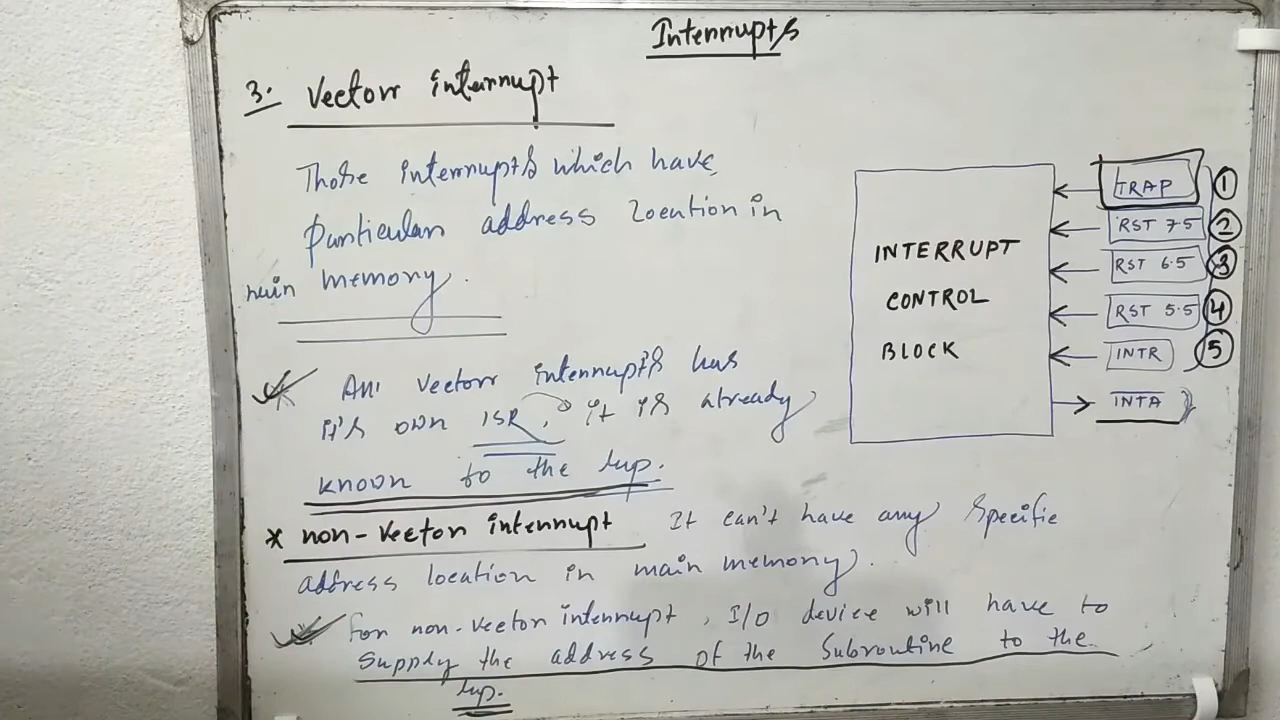 Interrupts
3. Vector interrupt
Those interrupts which have
particular address location in
main memory.
All vector interrupts has
it's own ISR, it is already
known to the μp.
* non-vector interrupt It can't have any specific
address location in main memory.
For non-vector interrupt, I/O device will have to
supply the address of the subroutine to the
μp.
INTERRUPT
CONTROL
BLOCK
TRAP 1
RST 7.5 2
RST 6.5 3
RST 5.5 4
INTR 5
INTA